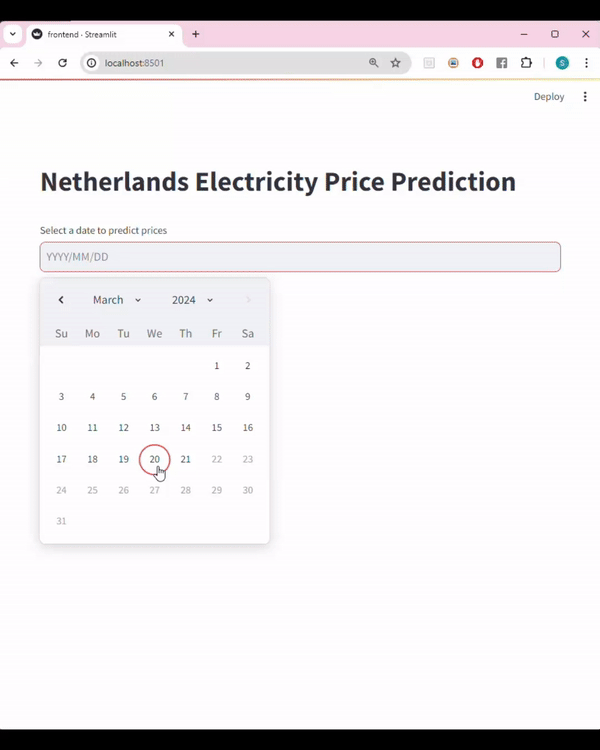 frontend · Streamlit
localhost:8501
Deploy
Netherlands Electricity Price Prediction
Select a date to predict prices
YYYY/MM/DD
March 2024
Su Mo Tu We Th Fr Sa
1 2
3 4 5 6 7 8 9
10 11 12 13 14 15 16
17 18 19 20 21 22 23
24 25 26 27 28 29 30
31